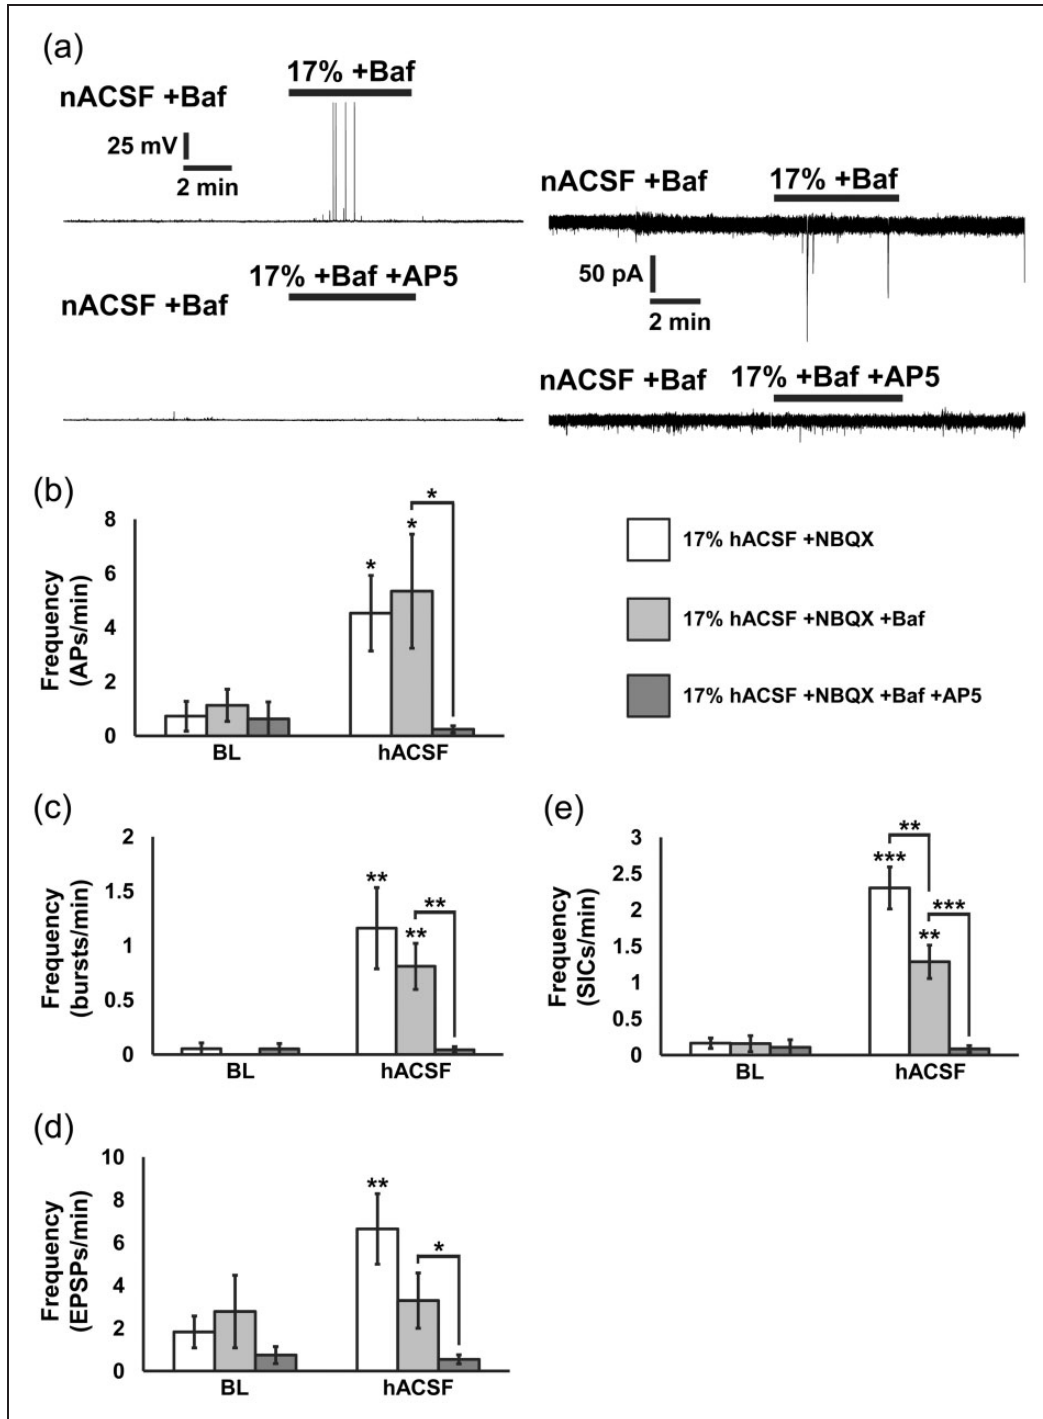 (a)
17% +Baf
nACSF +Baf
25 mV
2 min
17% +Baf +AP5
nACSF +Baf
nACSF +Baf
17% +Baf
50 pA
2 min
nACSF +Baf
17% +Baf +AP5
(b)
Frequency
(APs/min)
8
6
4
2
0
*
*
*
BL
hACSF
17% hACSF +NBQX
17% hACSF +NBQX +Baf
17% hACSF +NBQX +Baf +AP5
(c)
Frequency
(bursts/min)
2
1.5
1
0.5
0
**
**
**
BL
hACSF
(e)
Frequency
(SICs/min)
3
2.5
2
1.5
1
0.5
0
**
***
***
**
BL
hACSF
(d)
Frequency
(EPSPs/min)
10
8
6
4
2
0
**
*
BL
hACSF